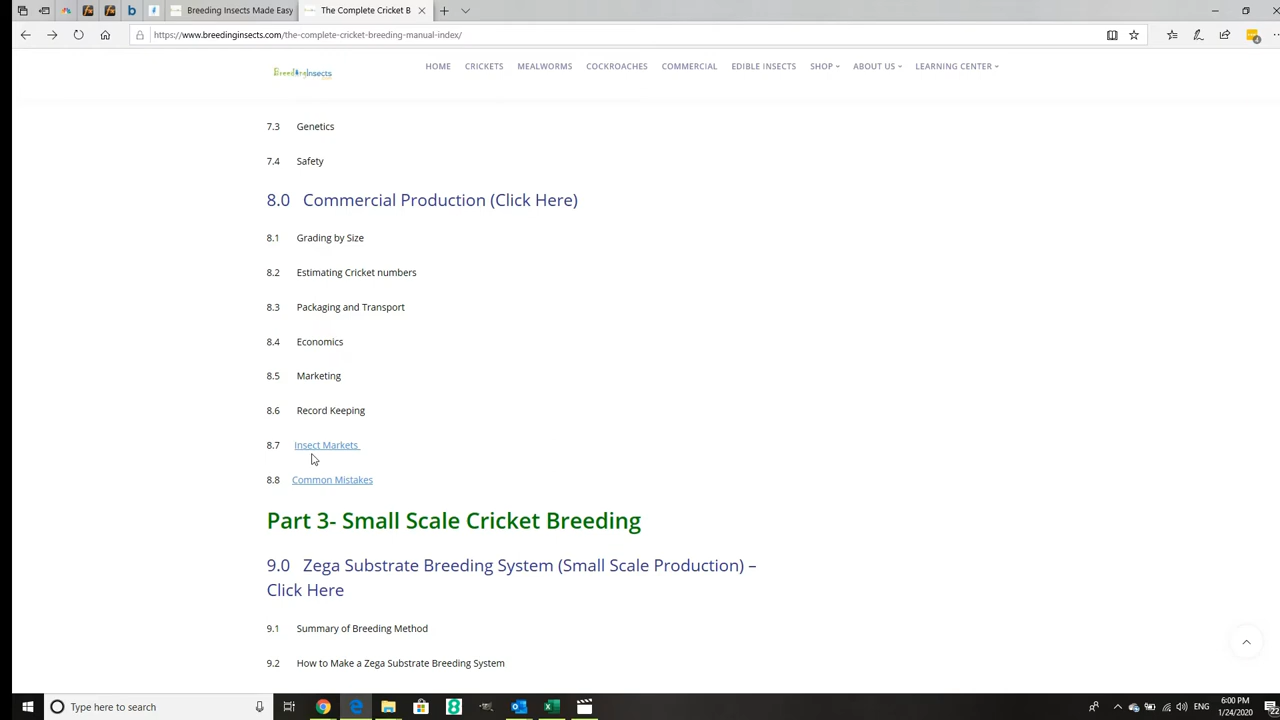 Breeding Insects Made Easy
The Complete Cricket B
https://www.breedinginsects.com/the-complete-cricket-breeding-manual-index/
BreedingInsects
HOME CRICKETS MEALWORMS COCKROACHES COMMERCIAL EDIBLE INSECTS SHOP ABOUT US LEARNING CENTER
7.3 Genetics
7.4 Safety
8.0 Commercial Production (Click Here)
8.1 Grading by Size
8.2 Estimating Cricket numbers
8.3 Packaging and Transport
8.4 Economics
8.5 Marketing
8.6 Record Keeping
8.7 Insect Markets
8.8 Common Mistakes
Part 3- Small Scale Cricket Breeding
9.0 Zega Substrate Breeding System (Small Scale Production) –
Click Here
9.1 Summary of Breeding Method
9.2 How to Make a Zega Substrate Breeding System
Type here to search
ENG
6:00 PM
1/24/2020